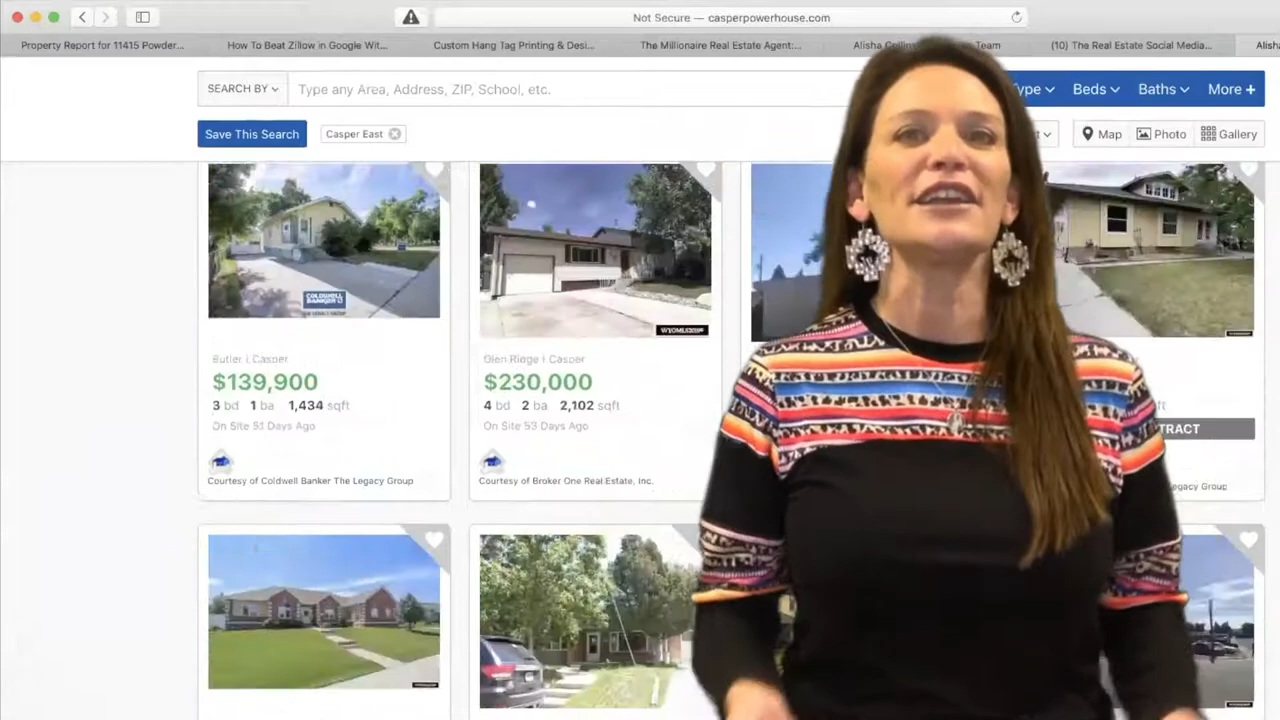 Not Secure — casperpowerhouse.com
Property Report for 11415 Powder...
How To Beat Zillow in Google Wit...
Custom Hang Tag Printing & Desi...
The Millionaire Real Estate Agent:...
Alisha Team
(10) The Real Estate Social Media...
Alish
SEARCH BY
Type any Area, Address, ZIP, School, etc.
Type
Beds
Baths
More +
Save This Search
Casper East
Map
Photo
Gallery
COLDWELL BANKER
Butler | Casper
$139,900
3 bd 1 ba 1,434 sqft
On Site 51 Days Ago
Courtesy of Coldwell Banker The Legacy Group
Glen Ridge | Casper
$230,000
4 bd 2 ba 2,102 sqft
On Site 53 Days Ago
Courtesy of Broker One Real Estate, Inc.
ft
TRACT
egacy Group